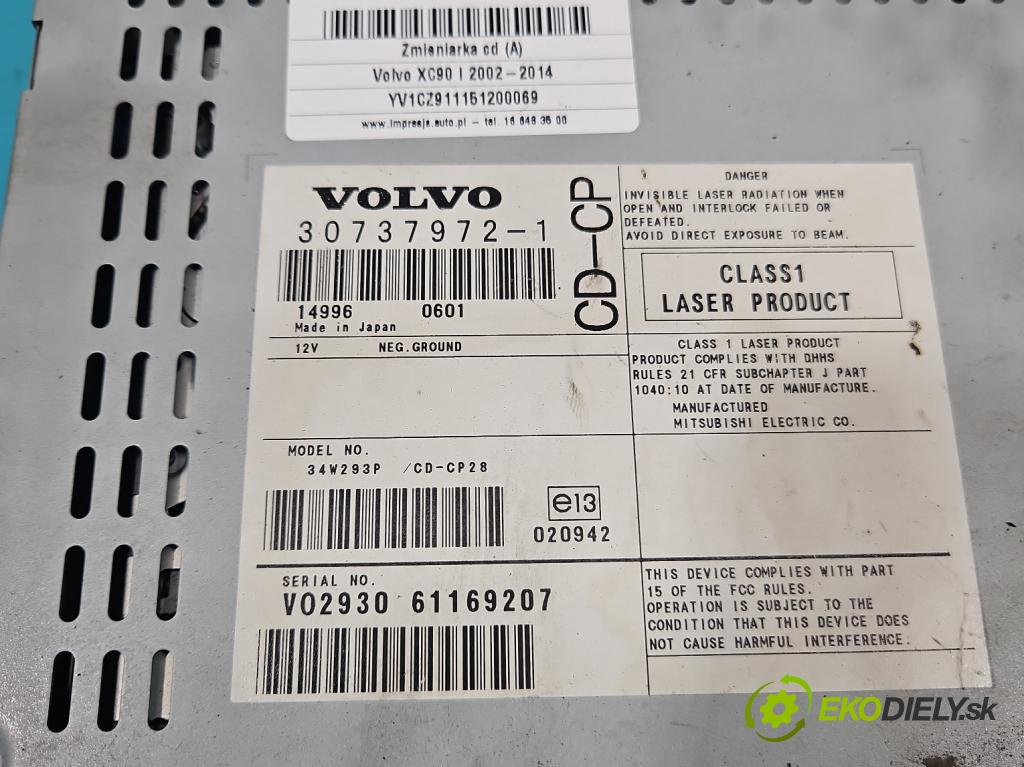 Zmieniarka cd (A)
Volvo XC90 I 2002-2014
YV1CZ911151200069
www.impresja.auto.pl - tel. 16 648 35 00
VOLVO
30737972-1
14996 0601
Made in Japan
CD-CP
12V NEG.GROUND
MODEL NO.
34W293P /CD-CP28
e13
020942
SERIAL NO.
VO2930 61169207
DANGER
INVISIBLE LASER RADIATION WHEN
OPEN AND INTERLOCK FAILED OR
DEFEATED.
AVOID DIRECT EXPOSURE TO BEAM.
CLASS1
LASER PRODUCT
CLASS 1 LASER PRODUCT
PRODUCT COMPLIES WITH DHHS
RULES 21 CFR SUBCHAPTER J PART
1040:10 AT DATE OF MANUFACTURE.
MANUFACTURED
MITSUBISHI ELECTRIC CO.
THIS DEVICE COMPLIES WITH PART
15 OF THE FCC RULES.
OPERATION IS SUBJECT TO THE
CONDITION THAT THIS DEVICE DOES
NOT CAUSE HARMFUL INTERFERENCE.
EKODIELY.sk